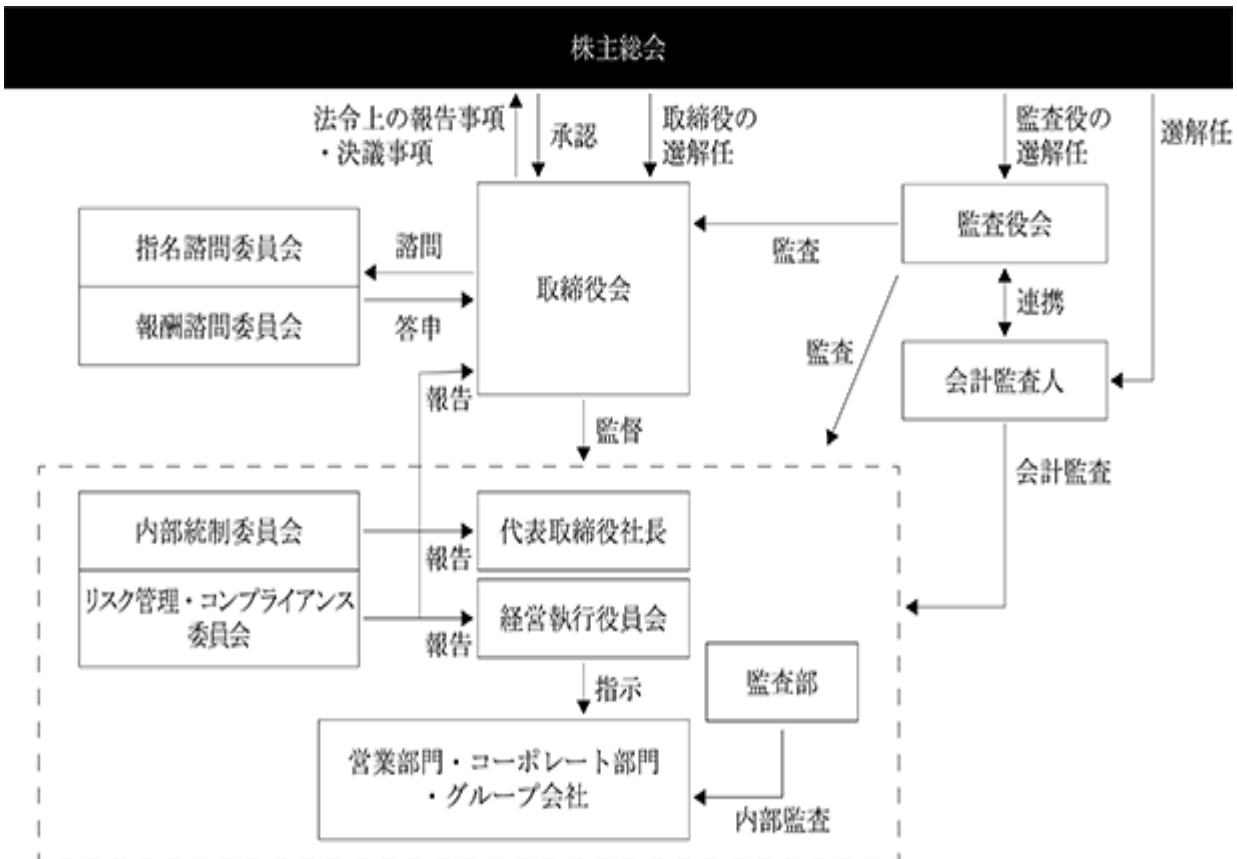 株主総会
法令上の報告事項
・決議事項
承認
取締役の
選解任
監査役の
選解任
選解任
指名諮問委員会
諮問
取締役会
監査
監査役会
報酬諮問委員会
答申
連携
監査
会計監査人
報告
監督
会計監査
内部統制委員会
報告
代表取締役社長
リスク管理・コンプライアンス
委員会
報告
経営執行役員会
指示
監査部
営業部門・コーポレート部門
・グループ会社
内部監査